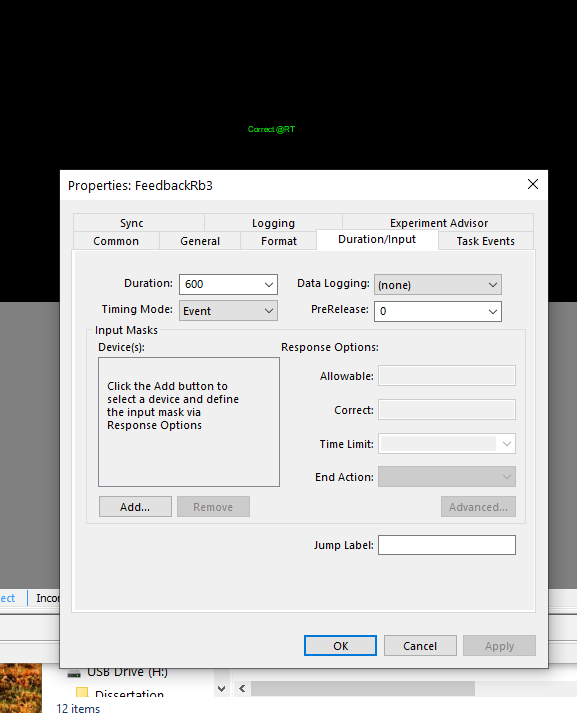 Correct @RT
Properties: FeedbackRb3
Sync Logging Experiment Advisor
Common General Format Duration/Input Task Events
Duration: 600 Data Logging: (none)
Timing Mode: Event PreRelease: 0
Input Masks
Device(s): Response Options:
Click the Add button to
select a device and define
the input mask via
Response Options
Allowable:
Correct:
Time Limit:
End Action:
Add... Remove Advanced...
Jump Label:
ect Incor
OK Cancel Apply
USB Drive (H:)
Dissertation
12 items